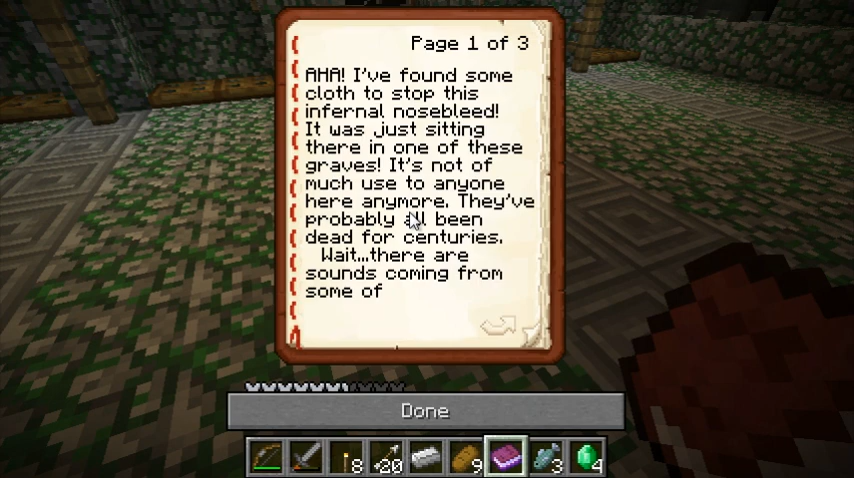 Page 1 of 3
AHA! I've found some
cloth to stop this
infernal nosebleed!
It was just sitting
there in one of these
graves! It's not of
much use to anyone
here anymore. They've
probably all been
dead for centuries.
Wait...there are
sounds coming from
some of
Done
8 20 9 3 4